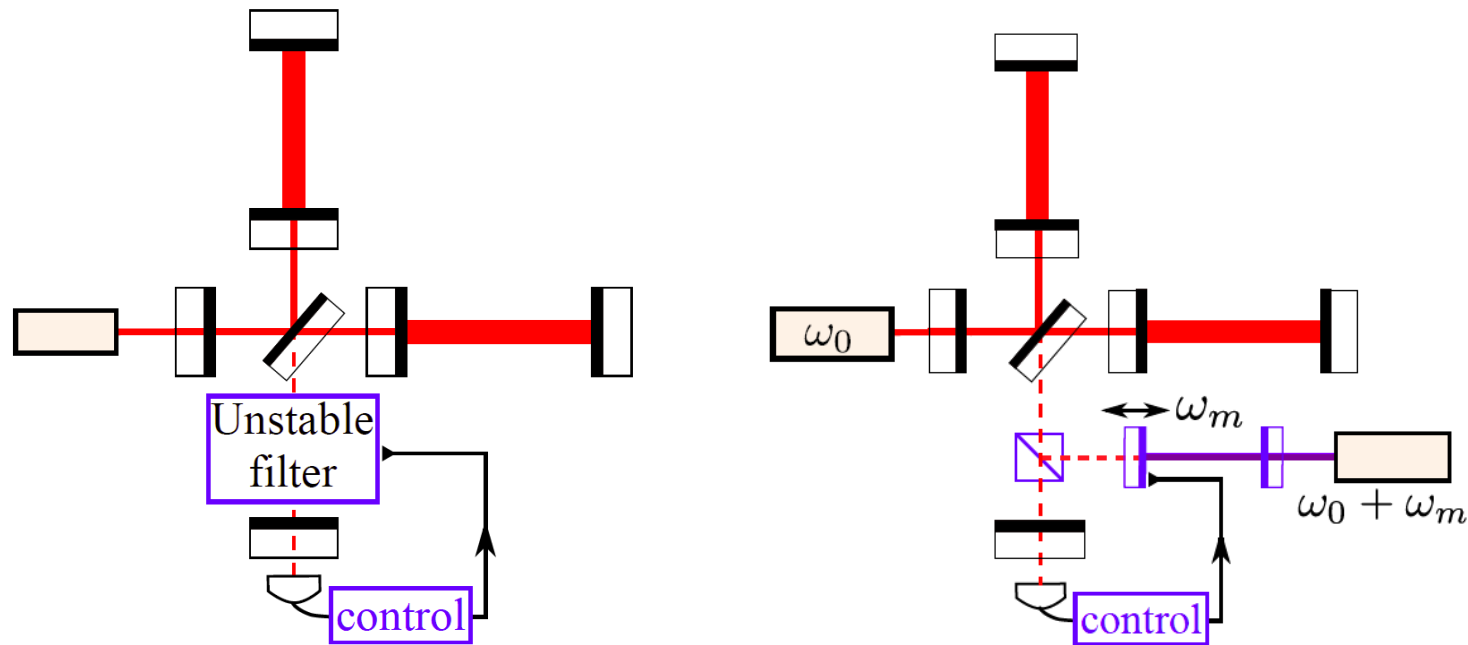 Unstable
filter
control
ω₀
ωₘ
ω₀ + ωₘ
control